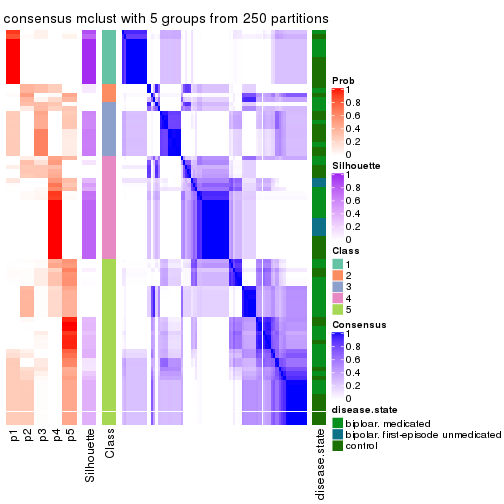 consensus mclust with 5 groups from 250 partitions
Prob
1
0.8
0.6
0.4
0.2
0
Silhouette
1
0.8
0.6
0.4
0.2
0
Class
1
2
3
4
5
Consensus
1
0.8
0.6
0.4
0.2
0
disease.state
biploar. medicated
bipolar. first-episode unmedicated
control
p1
p2
p3
p4
p5
Silhouette
Class
disease.state